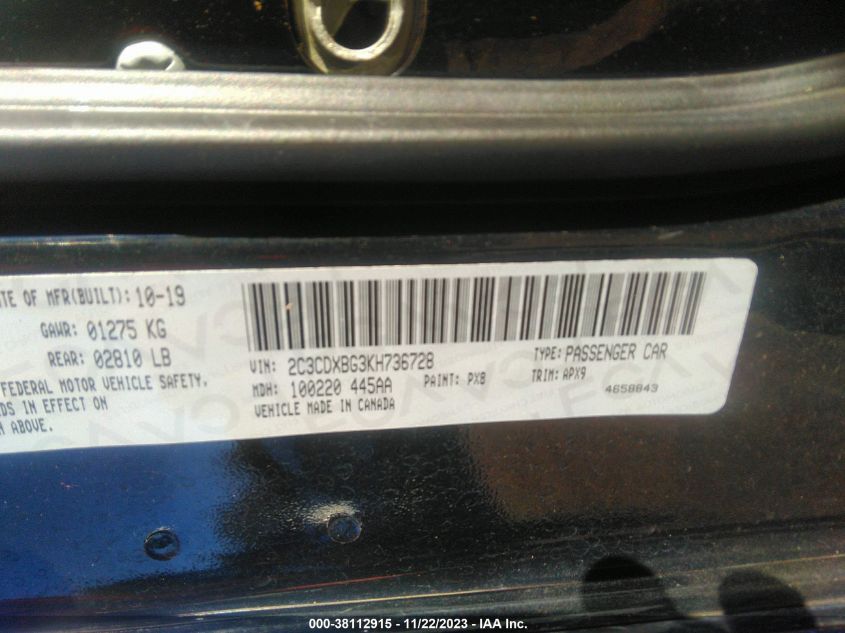 TE OF MFR(BUILT): 10-19
GAWR: 01275 KG
REAR: 02810 LB
FEDERAL MOTOR VEHICLE SAFETY,
DS IN EFFECT ON
ABOVE.
VIN: 2C3CDXBG3KH736728
TYPE: PASSENGER CAR
MDH: 100220 445AA
PAINT: PX8
TRIM: APX9
VEHICLE MADE IN CANADA
4658843
000-38112915 - 11/22/2023 - IAA Inc.